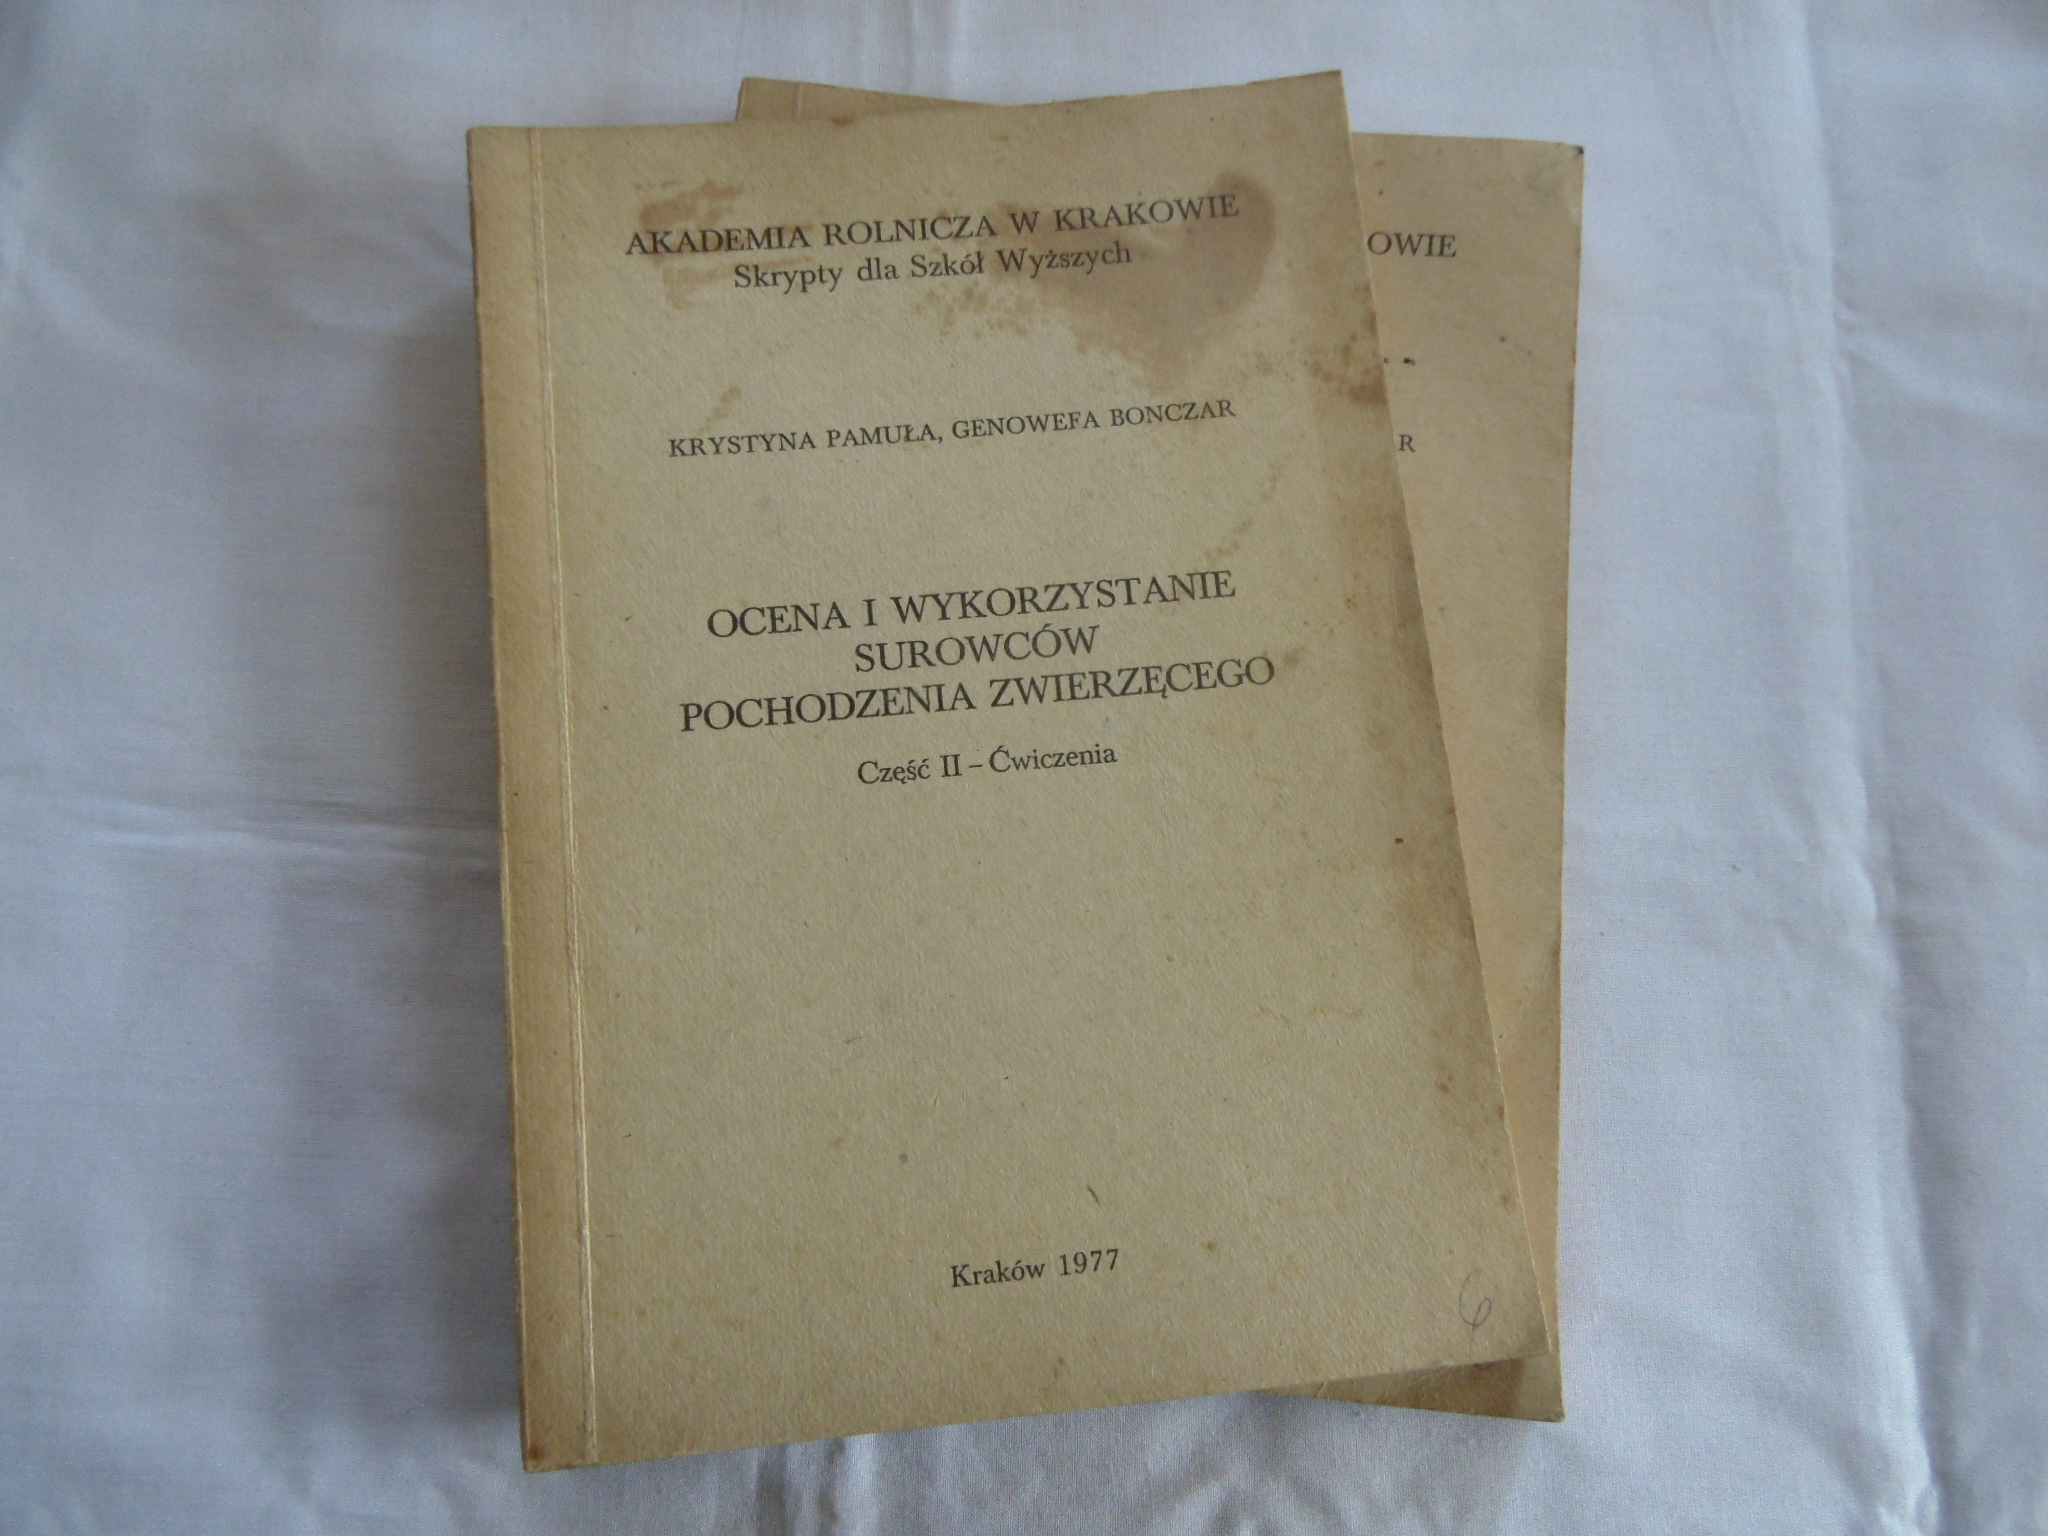 AKADEMIA ROLNICZA W KRAKOWIE
Skrypty dla Szkół Wyższych
KRYSTYNA PAMUŁA, GENOWEFA BONCZAR
OCENA I WYKORZYSTANIE
SUROWCÓW
POCHODZENIA ZWIERZĘCEGO
Część II – Ćwiczenia
Kraków 1977
6
OWIE
R